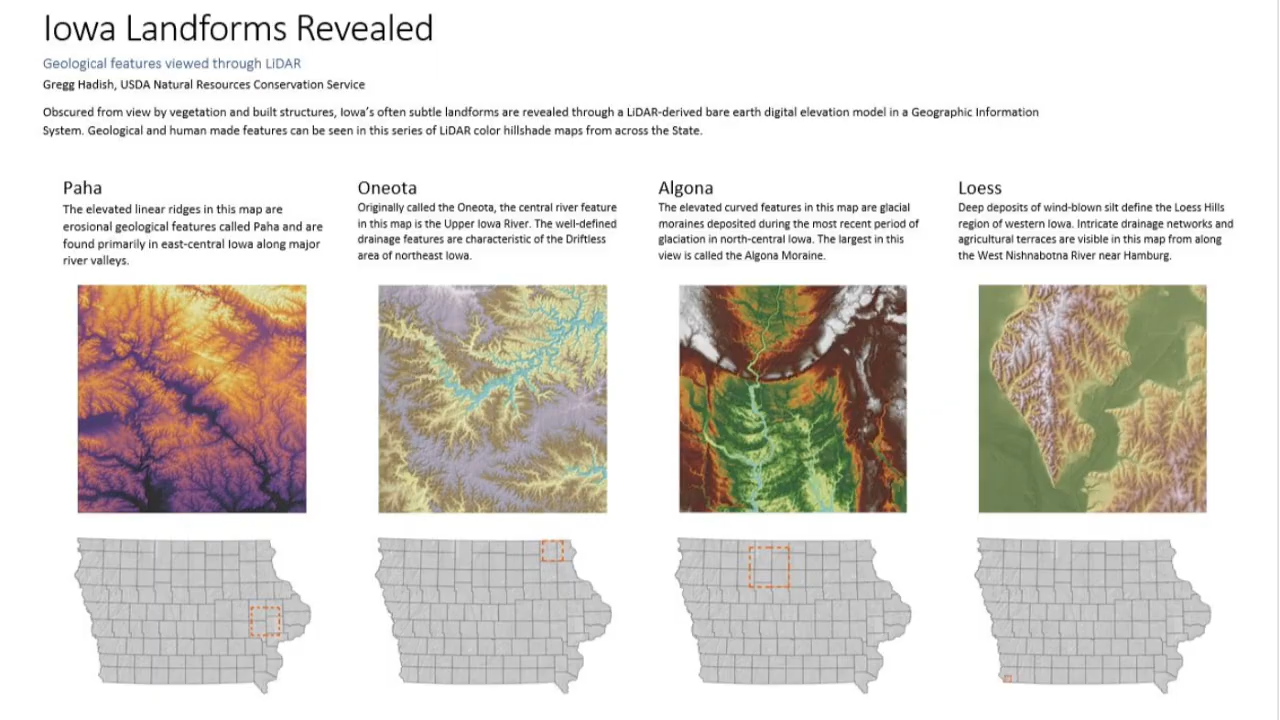 Iowa Landforms Revealed
Geological features viewed through LiDAR
Gregg Hadish, USDA Natural Resources Conservation Service
Obscured from view by vegetation and built structures, Iowa's often subtle landforms are revealed through a LiDAR-derived bare earth digital elevation model in a Geographic Information
System. Geological and human made features can be seen in this series of LiDAR color hillshade maps from across the State.
Paha
The elevated linear ridges in this map are
erosional geological features called Paha and are
found primarily in east-central Iowa along major
river valleys.
Oneota
Originally called the Oneota, the central river feature
in this map is the Upper Iowa River. The well-defined
drainage features are characteristic of the Driftless
area of northeast Iowa.
Algona
The elevated curved features in this map are glacial
moraines deposited during the most recent period of
glaciation in north-central Iowa. The largest in this
view is called the Algona Moraine.
Loess
Deep deposits of wind-blown silt define the Loess Hills
region of western Iowa. Intricate drainage networks and
agricultural terraces are visible in this map from along
the West Nishnabotna River near Hamburg.